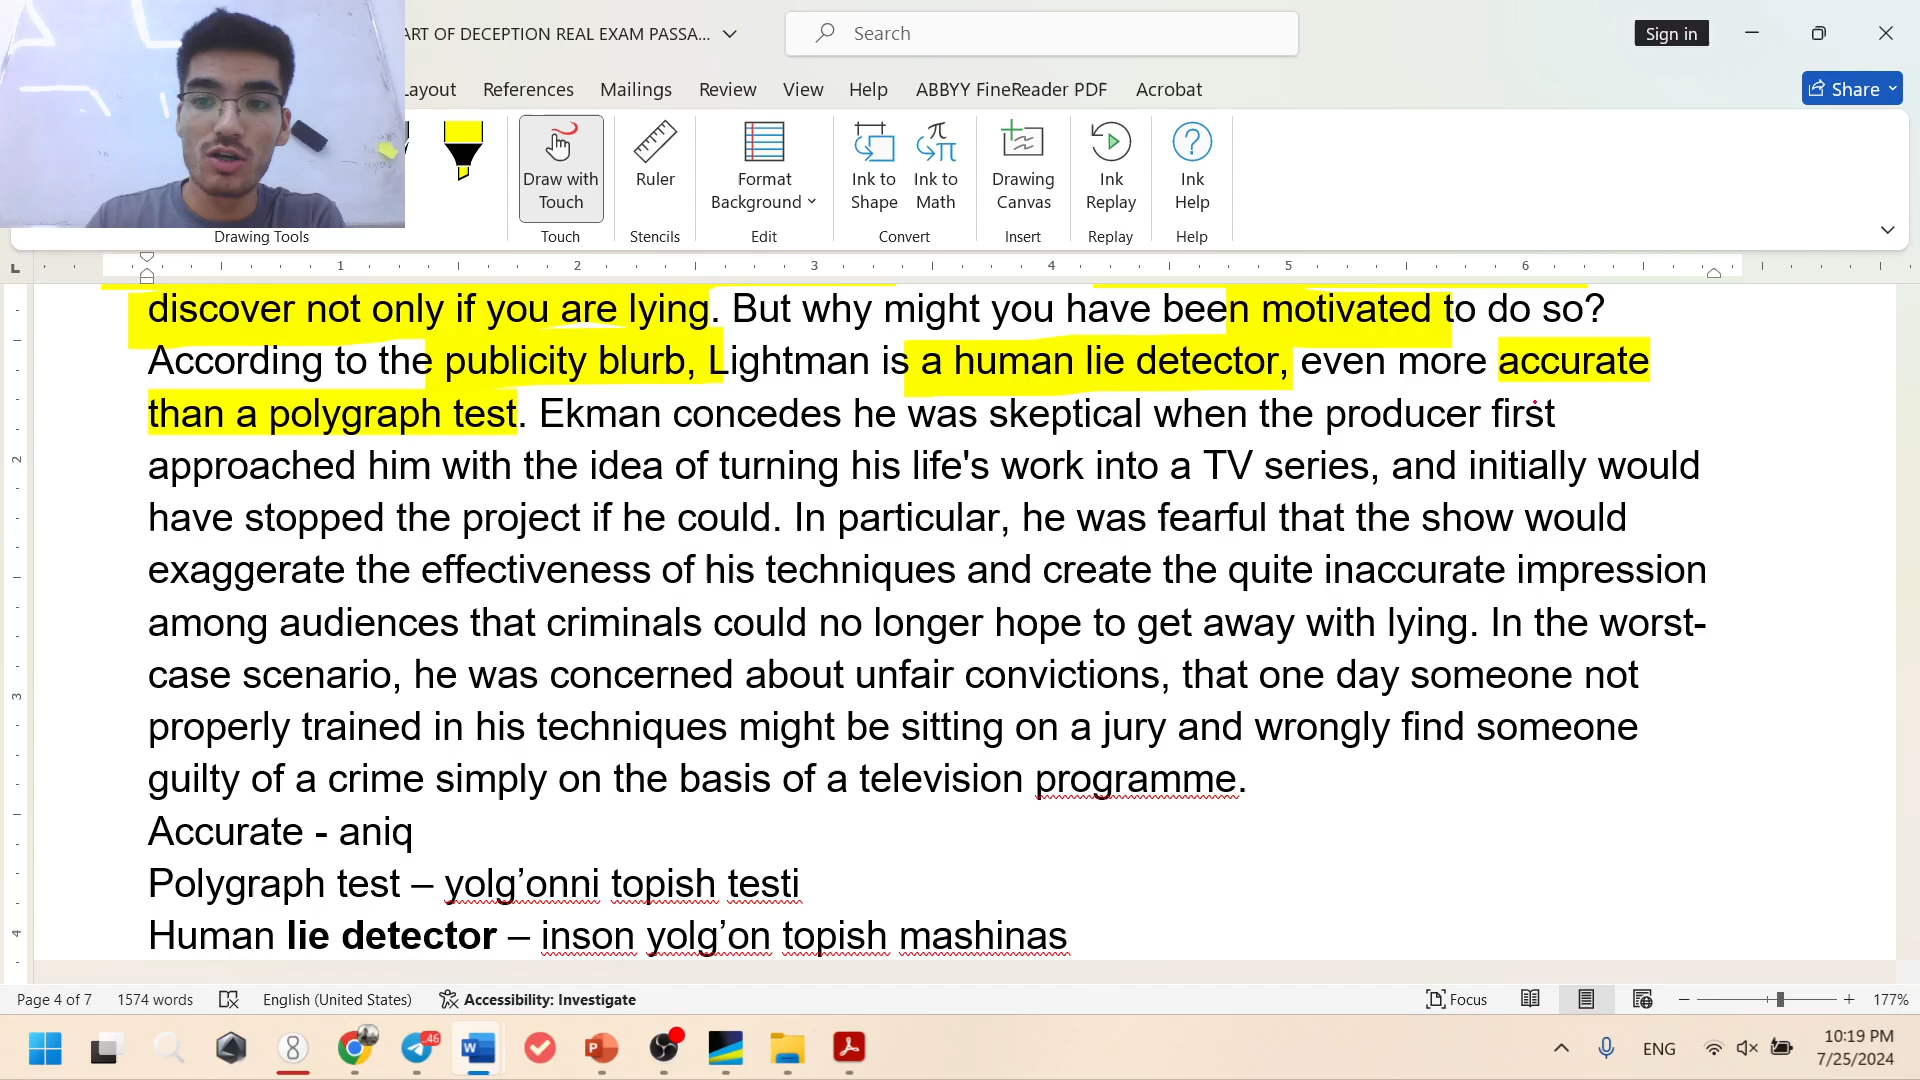 ART OF DECEPTION REAL EXAM PASSA...
Search
Sign in
Layout References Mailings Review View Help ABBYY FineReader PDF Acrobat
Share
Draw with Touch
Ruler
Format Background
Ink to Shape
Ink to Math
Drawing Canvas
Ink Replay
Ink Help
Drawing Tools Touch Stencils Edit Convert Insert Replay Help
1 2 3 4 5 6
discover not only if you are lying. But why might you have been motivated to do so?
According to the publicity blurb, Lightman is a human lie detector, even more accurate
than a polygraph test. Ekman concedes he was skeptical when the producer first
approached him with the idea of turning his life's work into a TV series, and initially would
have stopped the project if he could. In particular, he was fearful that the show would
exaggerate the effectiveness of his techniques and create the quite inaccurate impression
among audiences that criminals could no longer hope to get away with lying. In the worst-
case scenario, he was concerned about unfair convictions, that one day someone not
properly trained in his techniques might be sitting on a jury and wrongly find someone
guilty of a crime simply on the basis of a television programme.
Accurate - aniq
Polygraph test – yolg’onni topish testi
Human lie detector – inson yolg’on topish mashinas
2
3
4
Page 4 of 7 1574 words English (United States) Accessibility: Investigate Focus 177%
46
ENG
10:19 PM
7/25/2024